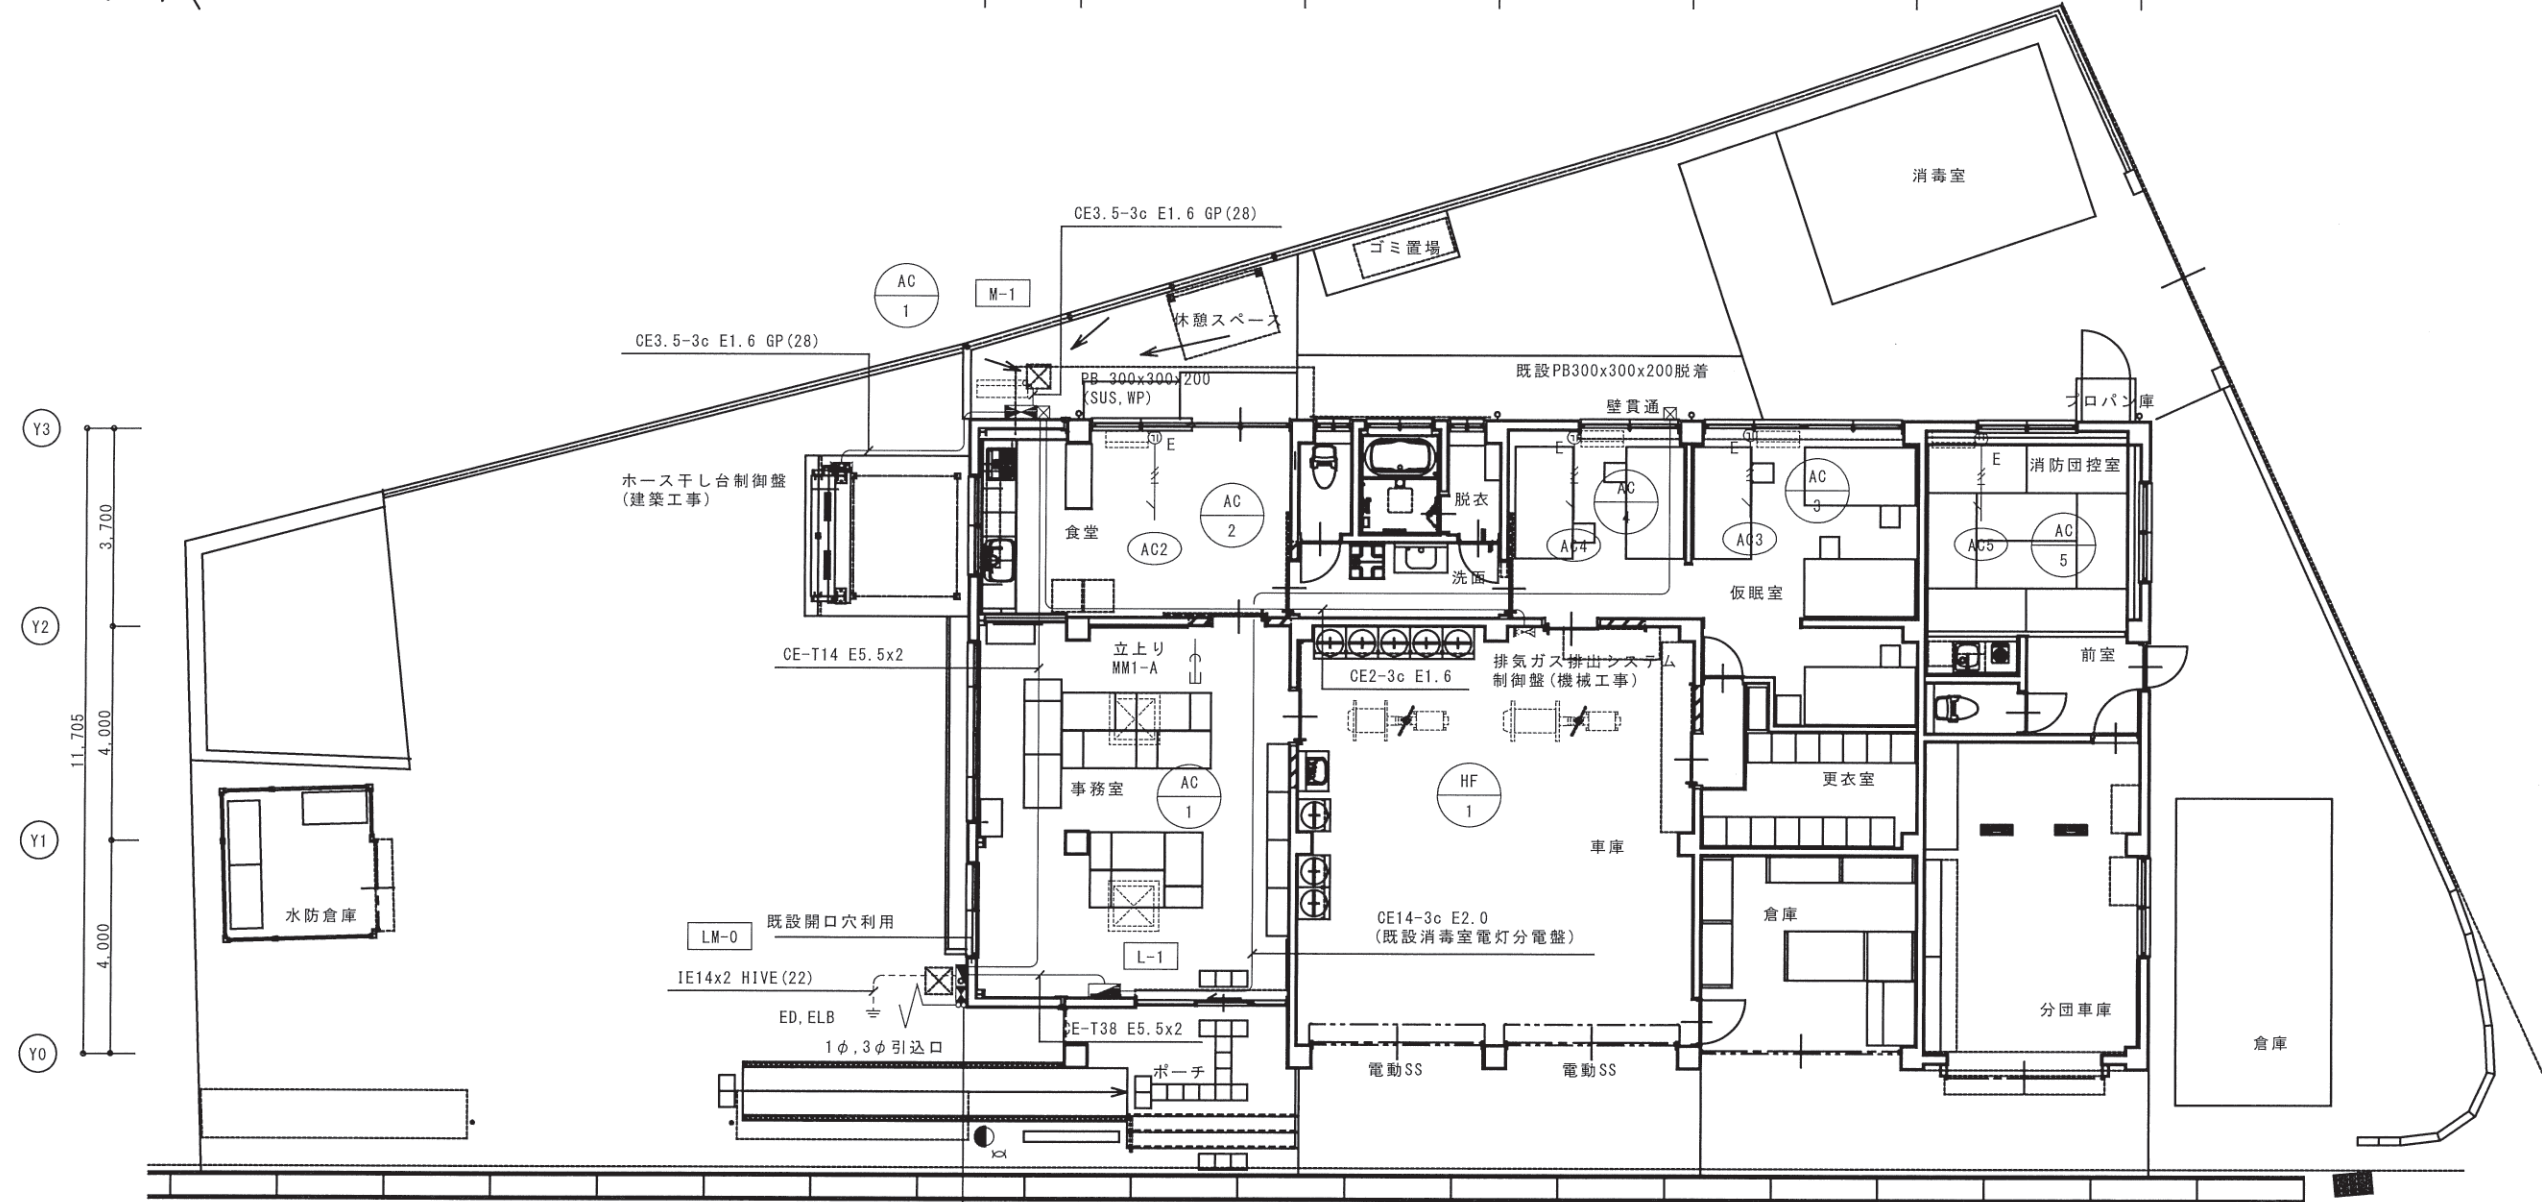 消毒室
CE3.5-3c E1.6 GP(28)
ゴミ置場
AC
1
M-1
休憩スペース
CE3.5-3c E1.6 GP(28)
PB 300x300x200
(SUS,WP)
既設PB300x300x200脱着
壁貫通
プロパン庫
Y3
E
E
E
E
消防団控室
ホース干し台制御盤
(建築工事)
3,700
食堂
AC
2
AC2
脱衣
AC
4
AC4
AC
3
AC3
AC5
AC
5
洗面
仮眠室
Y2
CE-T14 E5.5x2
立上り
MM1-A
CE2-3c E1.6
排気ガス排出システム
制御盤(機械工事)
前室
11,705
4,000
事務室
AC
1
HF
1
更衣室
Y1
車庫
水防倉庫
LM-0
既設開口穴利用
CE14-3c E2.0
(既設消毒室電灯分電盤)
倉庫
4,000
L-1
IE14x2 HIVE(22)
ED,ELB
CE-T38 E5.5x2
分団車庫
1φ,3φ引込口
Y0
ポーチ
電動SS
電動SS
倉庫